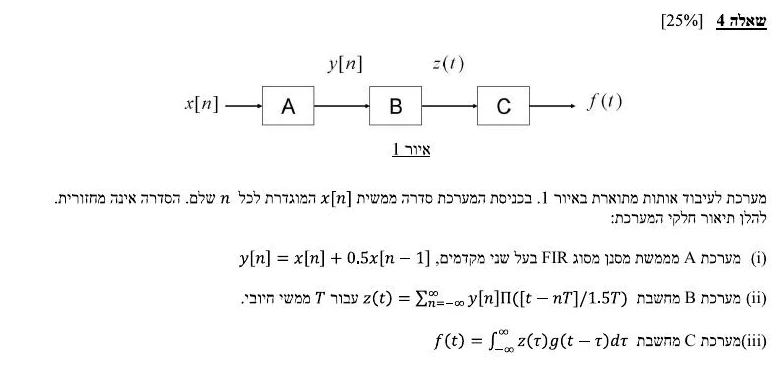 שאלה 4 [25%]
y[n] z(t)
x[n] A B C f(t)
איור 1
מערכת לעיבוד אותות מתוארת באיור 1. בכניסת המערכת סדרה ממשית x[n] המוגדרת לכל n שלם. הסדרה אינה מחזורית.
להלן תיאור חלקי המערכת:
(i) מערכת A מממשת מסנן מסוג FIR בעל שני מקדמים, y[n] = x[n] + 0.5x[n − 1]
(ii) מערכת B מחשבת z(t) = ∑_{n=−∞}^{∞} y[n]Π([t − nT]/1.5T) עבור T ממשי חיובי.
(iii) מערכת C מחשבת f(t) = ∫_{−∞}^{∞} z(τ)g(t − τ)dτ